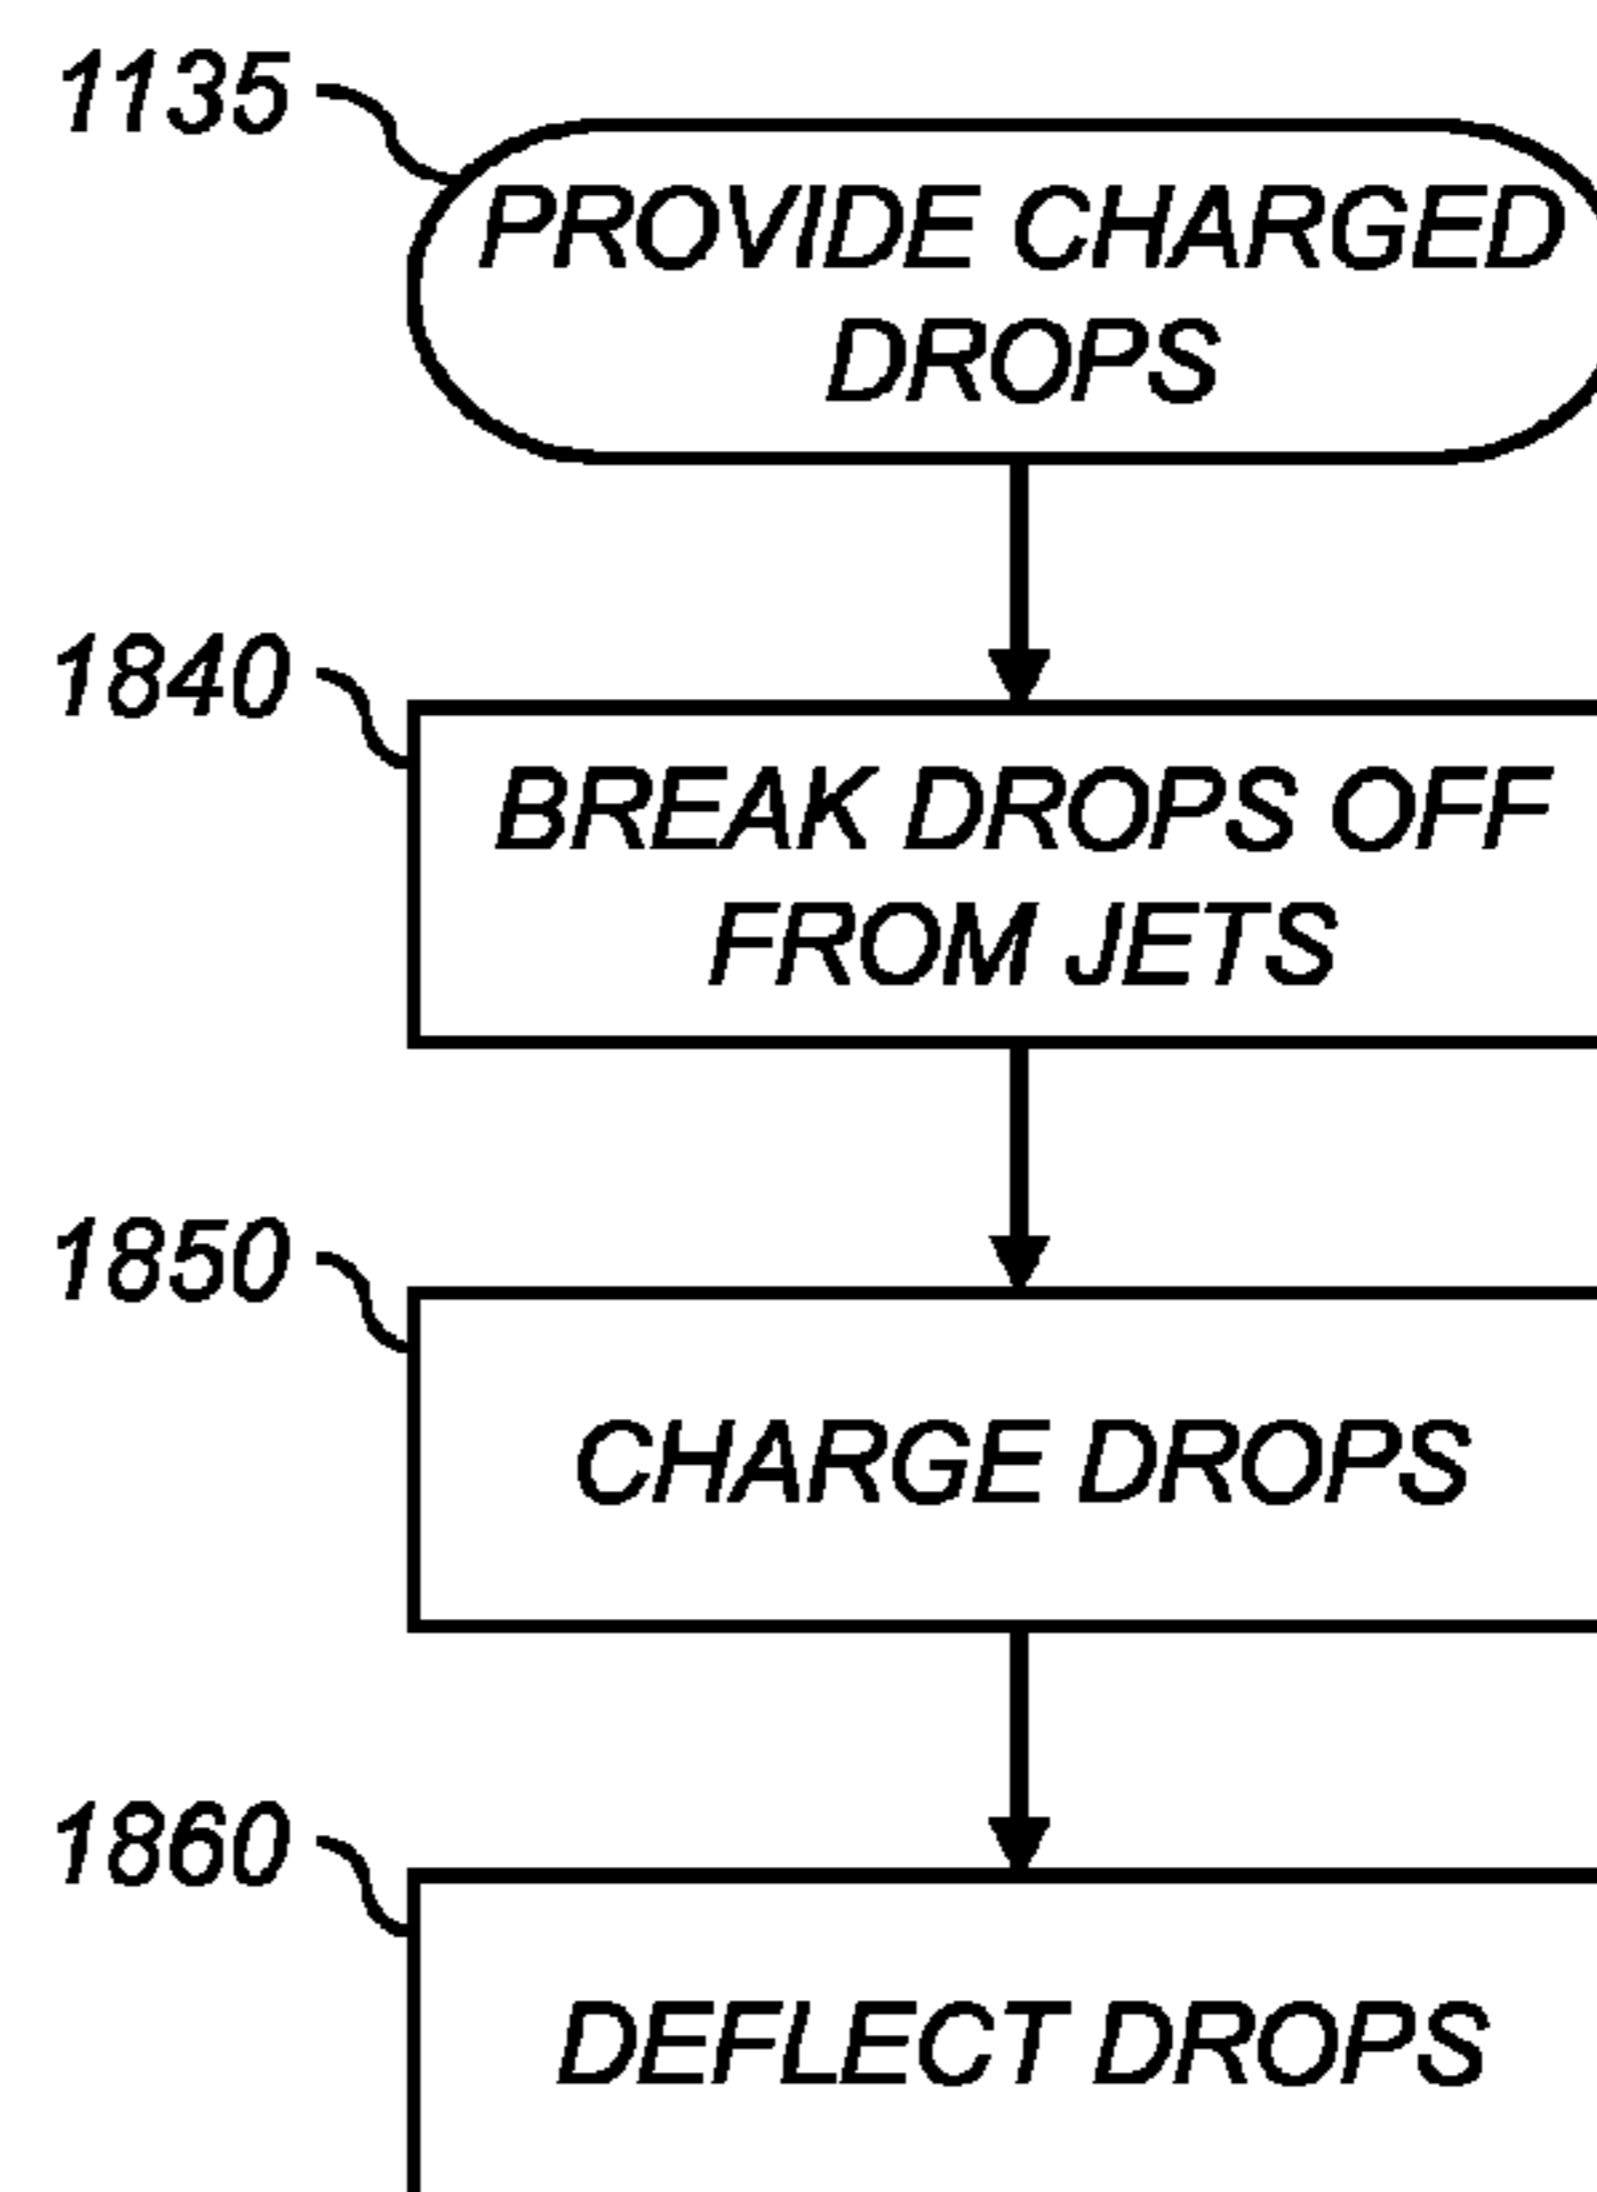 1135
PROVIDE CHARGED
DROPS
1840
BREAK DROPS OFF
FROM JETS
1850
CHARGE DROPS
1860
DEFLECT DROPS